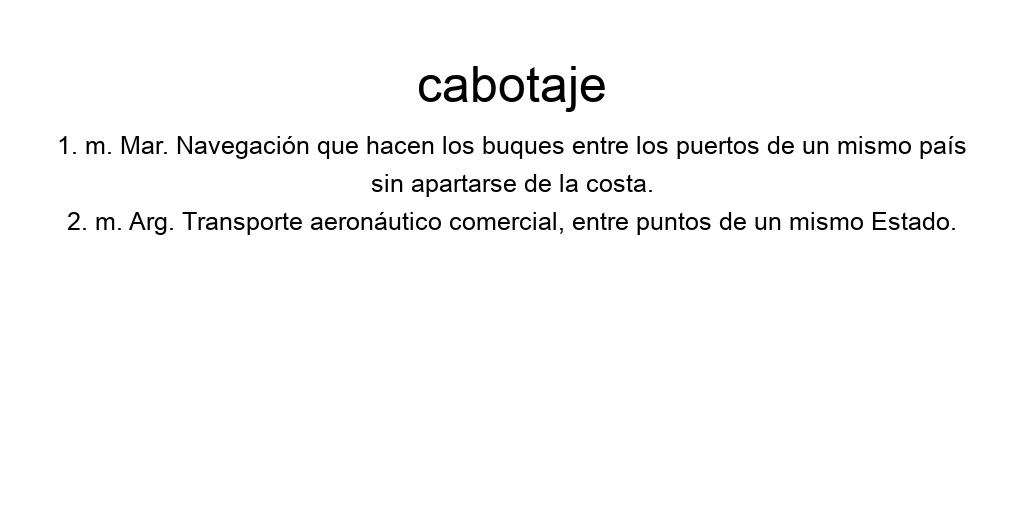 cabotaje
1. m. Mar. Navegación que hacen los buques entre los puertos de un mismo país
sin apartarse de la costa.
2. m. Arg. Transporte aeronáutico comercial, entre puntos de un mismo Estado.